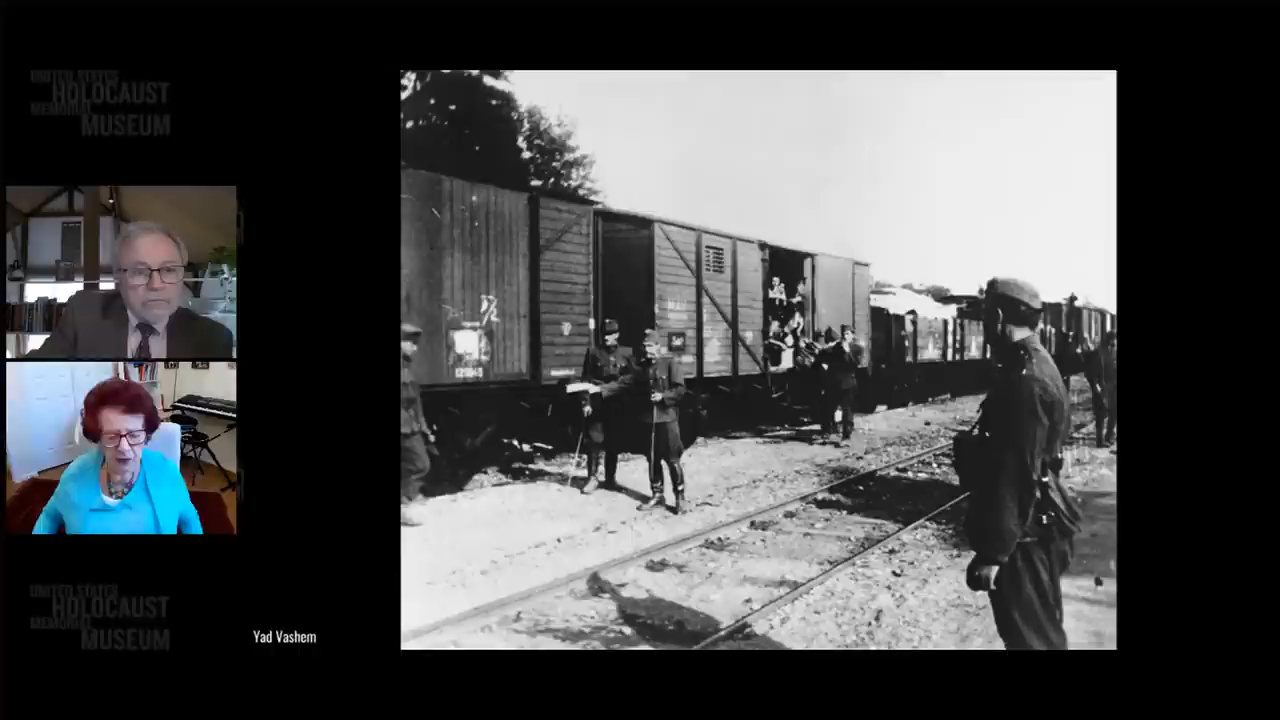 UNITED STATES
HOLOCAUST
MEMORIAL
MUSEUM
UNITED STATES
HOLOCAUST
MEMORIAL
MUSEUM
Yad Vashem